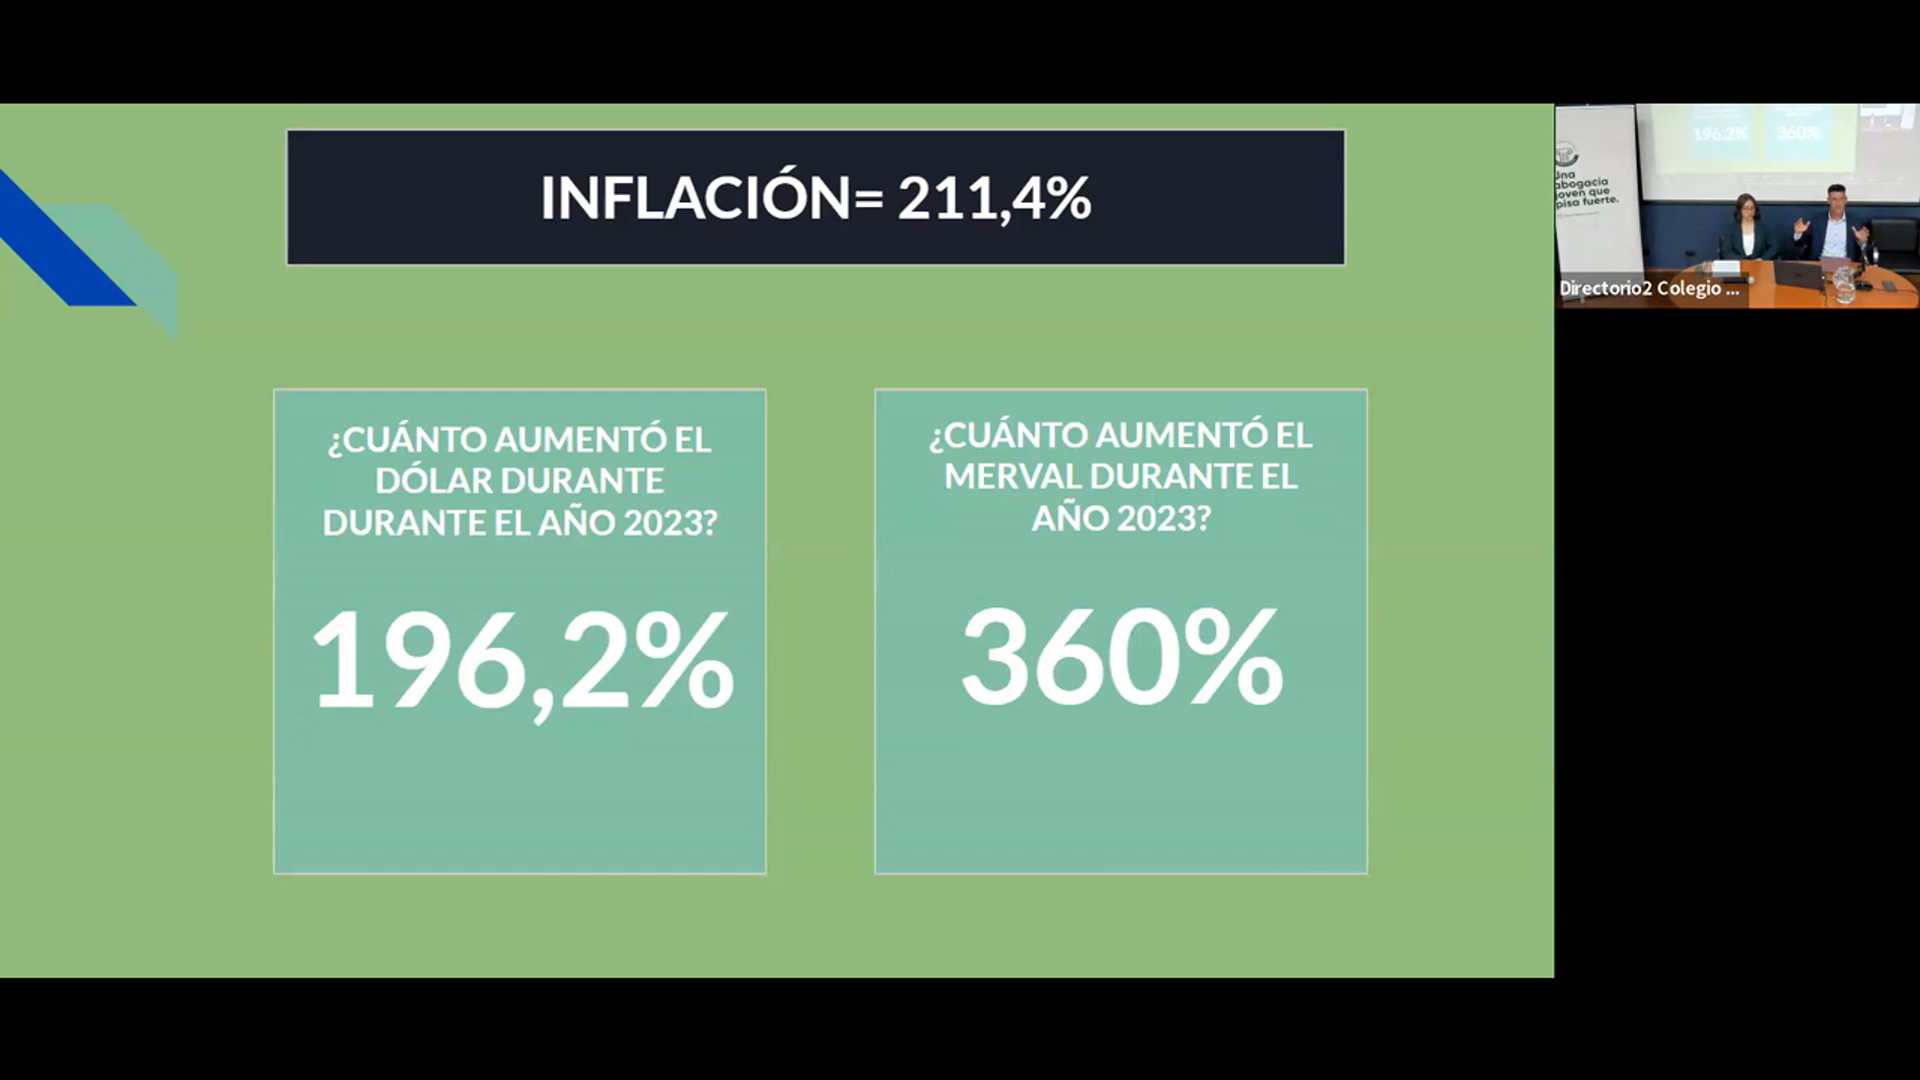 INFLACIÓN= 211,4%
¿CUÁNTO AUMENTÓ EL
DÓLAR DURANTE
DURANTE EL AÑO 2023?
196,2%
¿CUÁNTO AUMENTÓ EL
MERVAL DURANTE EL
AÑO 2023?
360%
196,2%
360%
Una
abogacía
joven que
pisa fuerte.
Directorio2 Colegio ...